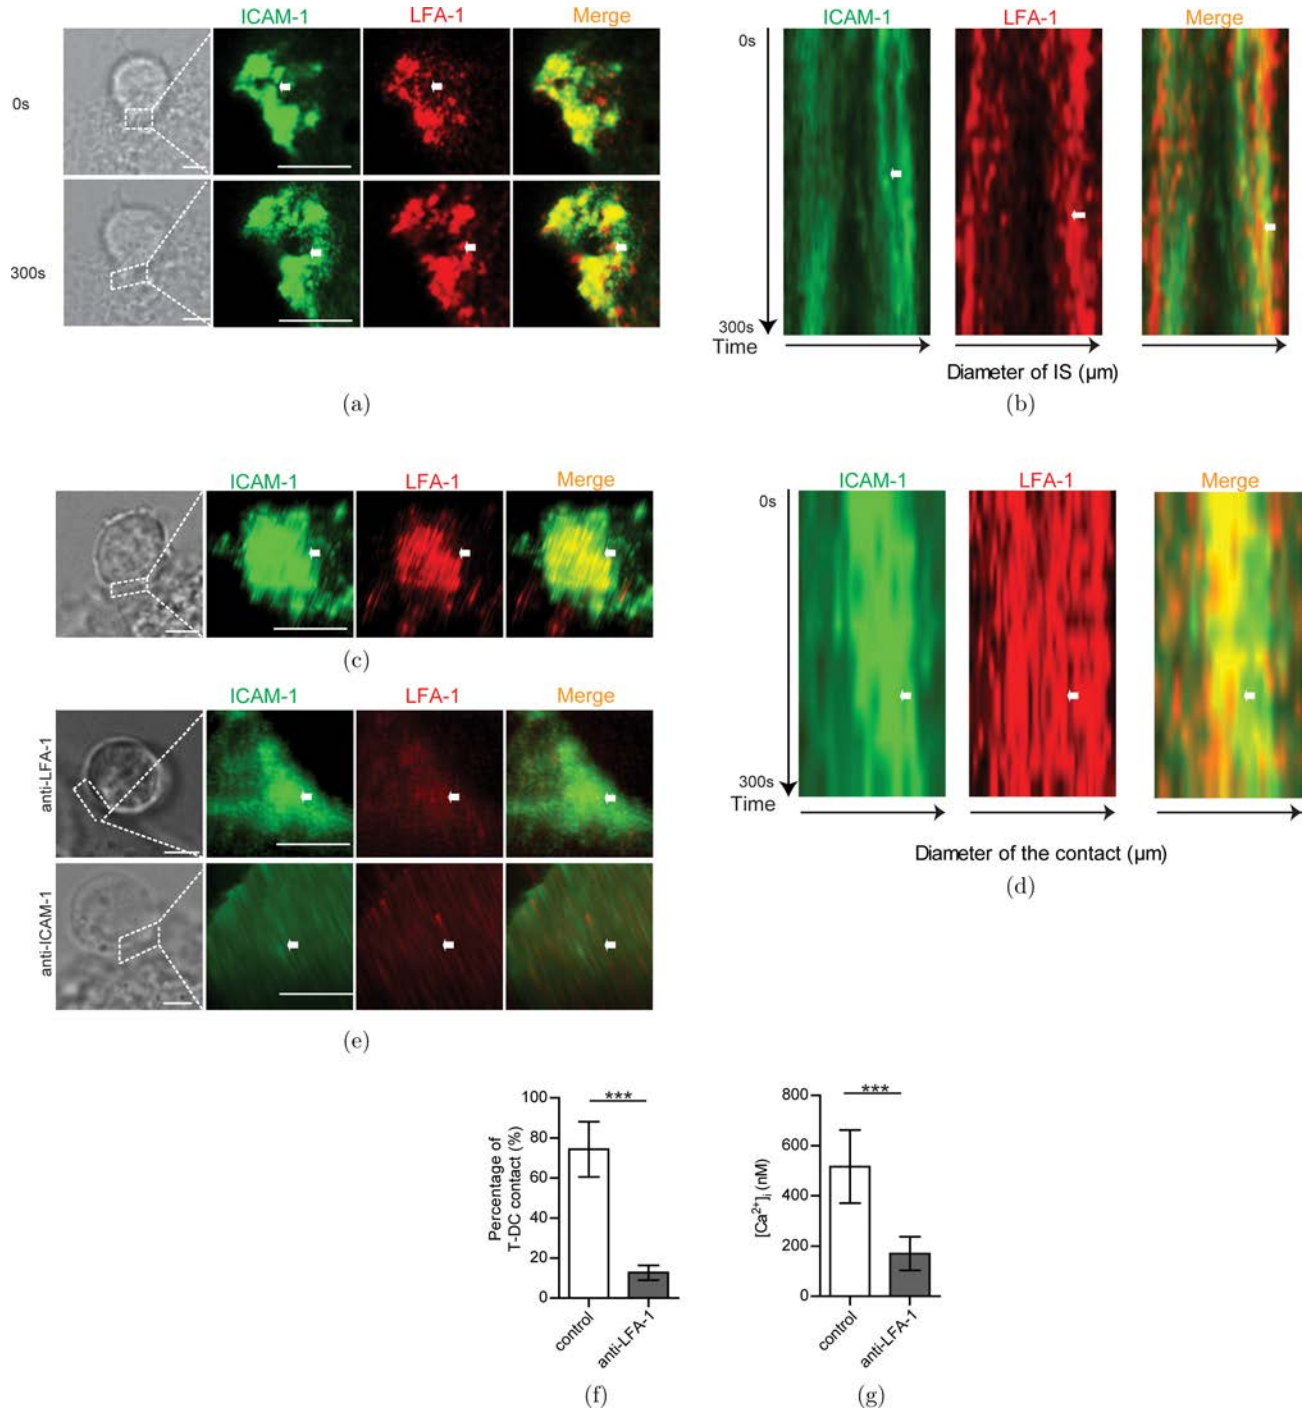 ICAM-1 LFA-1 Merge
0s
300s
(a)
ICAM-1 LFA-1 Merge
0s
300s
Time
Diameter of IS (µm)
(b)
ICAM-1 LFA-1 Merge
(c)
ICAM-1 LFA-1 Merge
0s
300s
Time
Diameter of the contact (µm)
(d)
ICAM-1 LFA-1 Merge
anti-LFA-1
anti-ICAM-1
(e)
Percentage of
T-DC contact (%)
100
80
60
40
20
0
***
control
anti-LFA-1
(f)
[Ca²⁺]ᵢ (nM)
800
600
400
200
0
***
control
anti-LFA-1
(g)